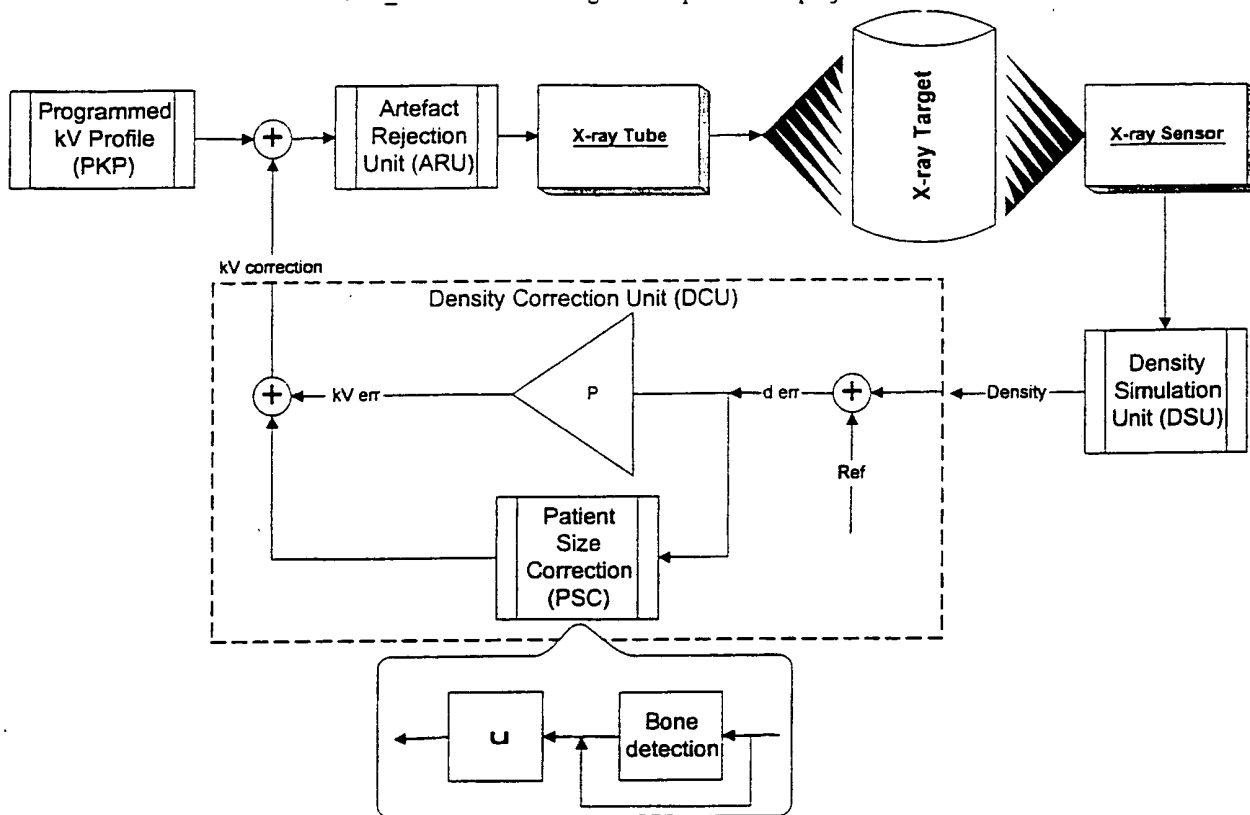 Programmed
kV Profile
(PKP)
+
Artefact
Rejection
Unit (ARU)
X-ray Tube
X-ray Target
X-ray Sensor
kV correction
Density Correction Unit (DCU)
+
kV err
P
d err
+
Density
Density
Simulation
Unit (DSU)
Ref
Patient
Size
Correction
(PSC)
u
Bone
detection